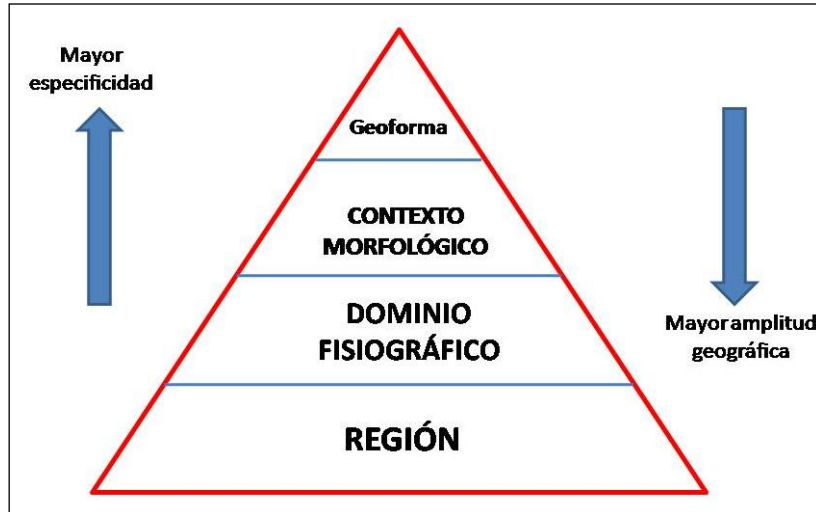 Mayor
especificidad
Geoforma
CONTEXTO
MORFOLÓGICO
DOMINIO
FISIOGRÁFICO
Mayor amplitud
geográfica
REGIÓN